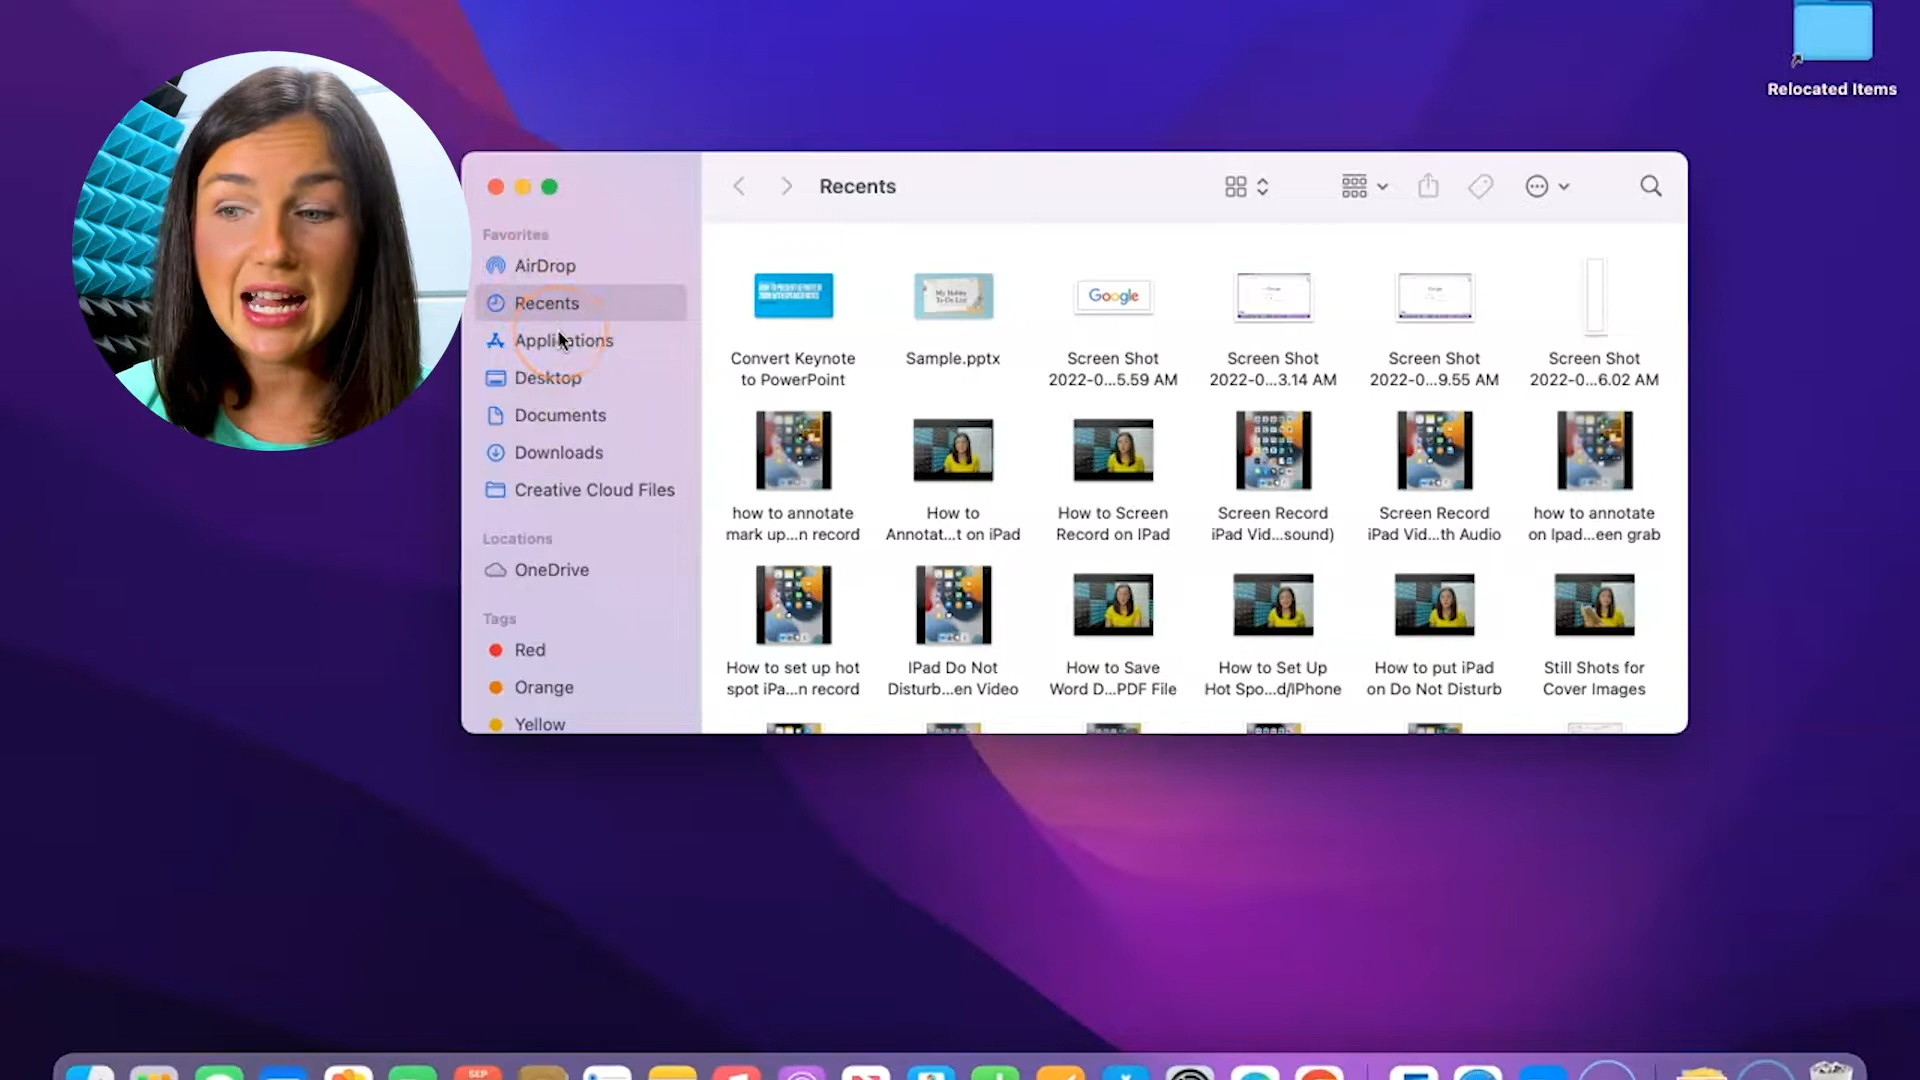 Relocated Items
Recents
Favorites
AirDrop
Recents
Applications
Desktop
Documents
Downloads
Creative Cloud Files
Locations
OneDrive
Tags
Red
Orange
Yellow
Google
My Hobby
To-Do List
Convert Keynote
to PowerPoint
Sample.pptx
Screen Shot
2022-0...5.59 AM
Screen Shot
2022-0...3.14 AM
Screen Shot
2022-0...9.55 AM
Screen Shot
2022-0...6.02 AM
how to annotate
mark up...n record
How to
Annotat...t on iPad
How to Screen
Record on IPad
Screen Record
iPad Vid...sound)
Screen Record
iPad Vid...th Audio
how to annotate
on Ipad...een grab
How to set up hot
spot iPa...n record
IPad Do Not
Disturb...en Video
How to Save
Word D...PDF File
How to Set Up
Hot Spo...d/IPhone
How to put iPad
on Do Not Disturb
Still Shots for
Cover Images
SEP